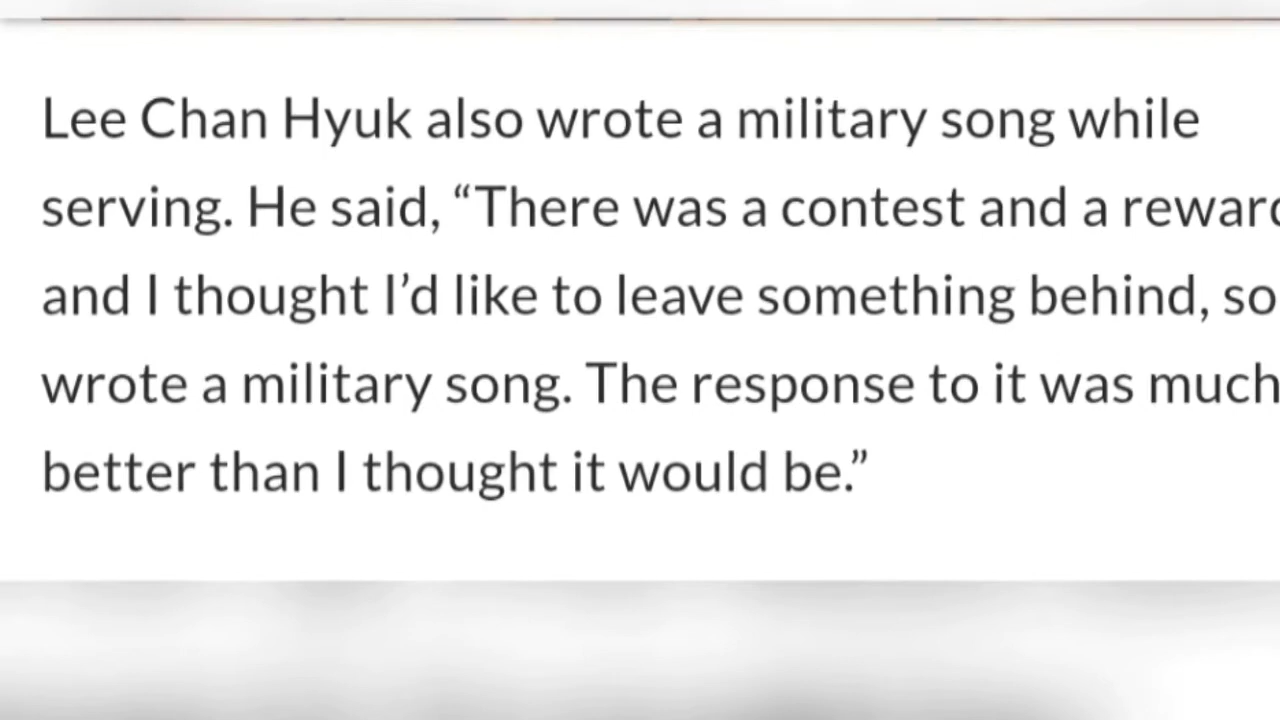 Lee Chan Hyuk also wrote a military song while
serving. He said, “There was a contest and a reward
and I thought I’d like to leave something behind, so
wrote a military song. The response to it was much
better than I thought it would be.”